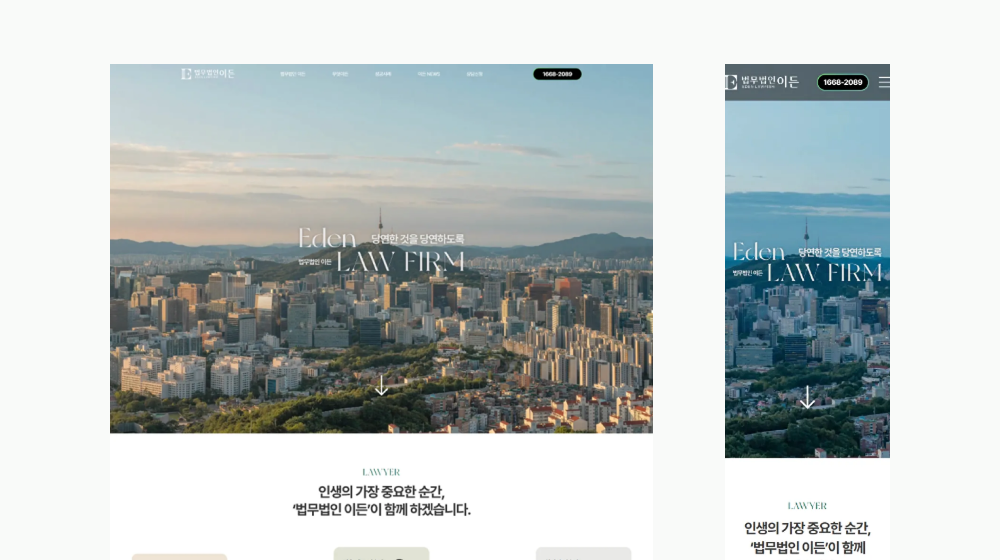 법무법인이든
1668-2089
Eden 당연한 것을 당연하도록
법무법인 이든 LAW FIRM
LAWYER
인생의 가장 중요한 순간,
‘법무법인 이든’이 함께 하겠습니다.
E 법무법인이든
EDEN LAWFIRM
1668-2089
Eden 당연한 것을 당연하도록
법무법인 이든 LAW FIRM
LAWYER
인생의 가장 중요한 순간,
‘법무법인 이든’이 함께